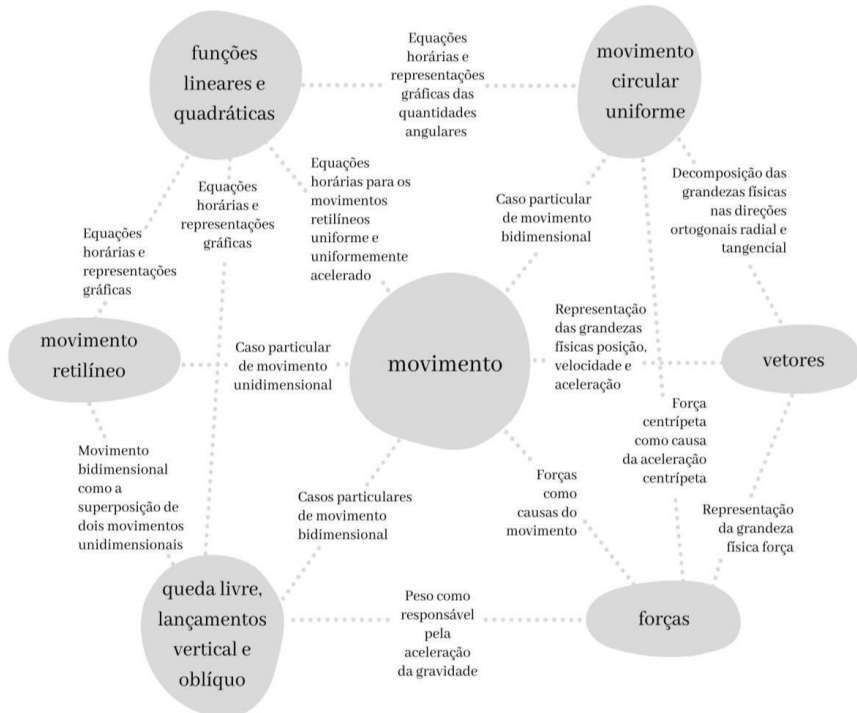 funções
lineares e
quadráticas
Equações
horárias e
representações
gráficas das
quantidades
angulares
movimento
circular
uniforme
Equações
horárias e
representações
gráficas
Equações
horárias e
representações
gráficas
Equações
horárias para os
movimentos
retilíneos
uniforme e
uniformemente
acelerado
Caso particular
de movimento
bidimensional
Decomposição das
grandezas físicas
nas direções
ortogonais radial e
tangencial
movimento
retilíneo
Caso particular
de movimento
unidimensional
movimento
Representação
das grandezas
físicas posição,
velocidade e
aceleração
vetores
Movimento
bidimensional
como a
superposição de
dois movimentos
unidimensionais
Casos particulares
de movimento
bidimensional
Forças
como
causas do
movimento
Força
centrípeta
como causa
da aceleração
centrípeta
Representação
da grandeza
física força
queda livre,
lançamentos
vertical e
oblíquo
Peso como
responsável
pela
aceleração
da gravidade
forças